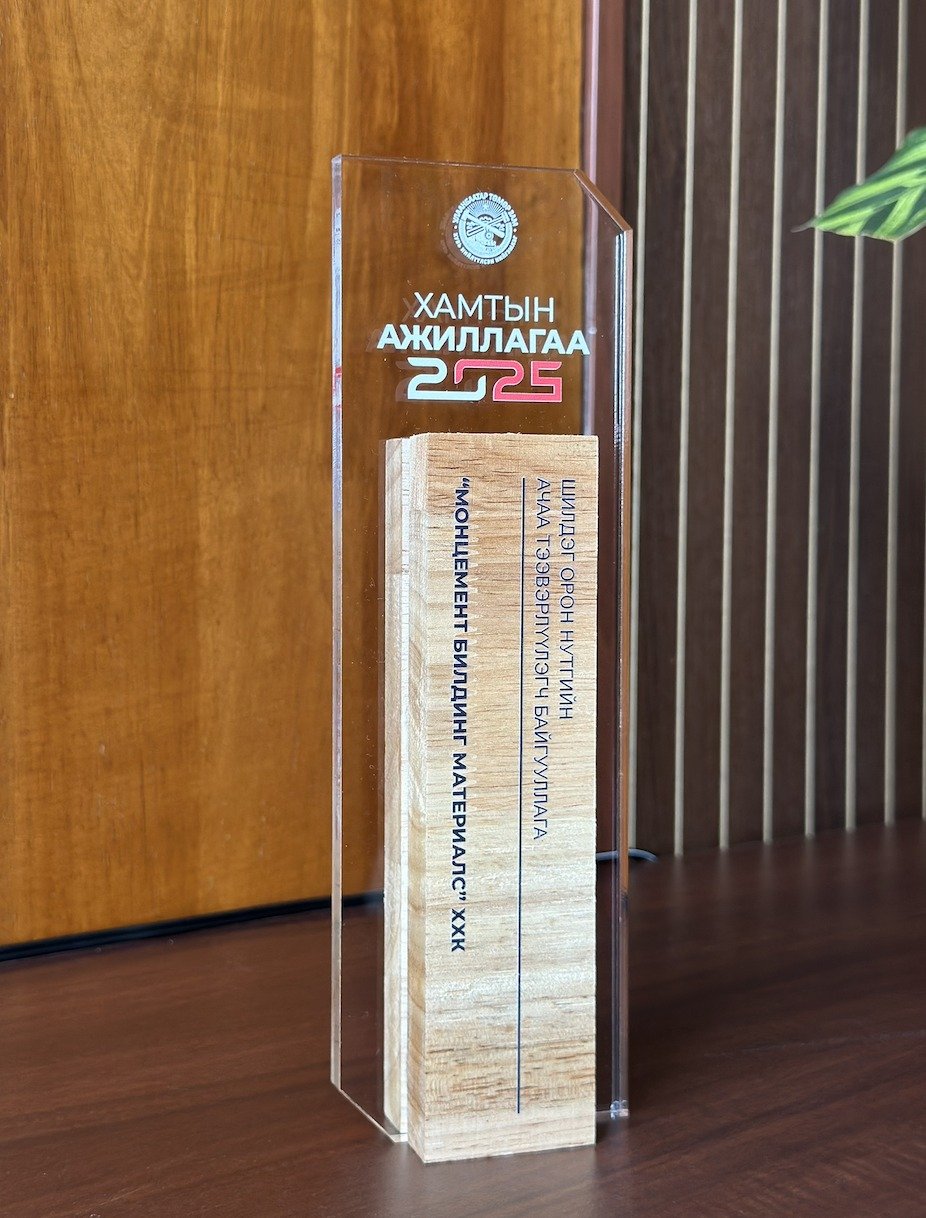 ХАМТЫН
АЖИЛЛАГАА
2025
ШИЛДЭГ ОРОН НУТГИЙН
АЧАА ТЭЭВЭРЛҮҮЛЭГЧ БАЙГУУЛЛАГА
“МОНЦЕМЕНТ БИЛДИНГ МАТЕРИАЛС” ХХК